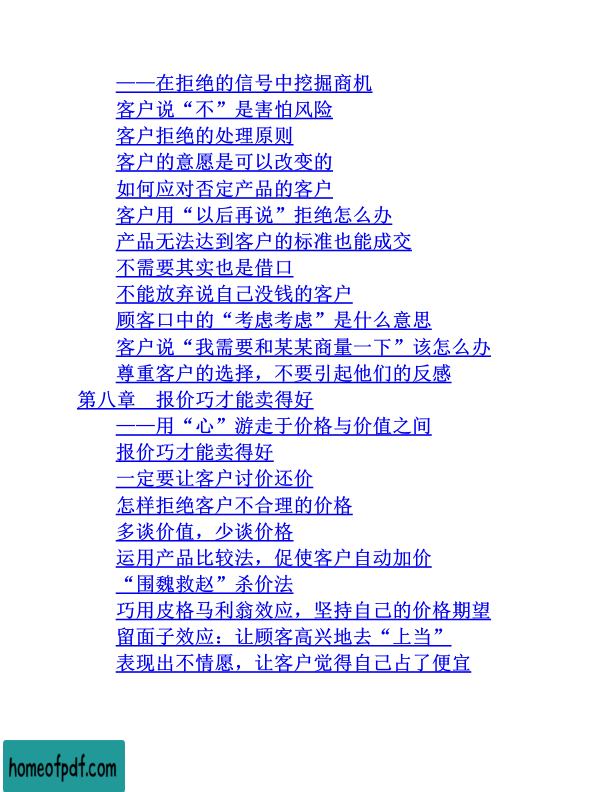 ——在拒绝的信号中挖掘商机
客户说“不”是害怕风险
客户拒绝的处理原则
客户的意愿是可以改变的
如何应对否定产品的客户
客户用“以后再说”拒绝怎么办
产品无法达到客户的标准也能成交
不需要其实也是借口
不能放弃说自己没钱的客户
顾客口中的“考虑考虑”是什么意思
客户说“我需要和某某商量一下”该怎么办
尊重客户的选择，不要引起他们的反感
第八章　报价巧才能卖得好
——用“心”游走于价格与价值之间
报价巧才能卖得好
一定要让客户讨价还价
怎样拒绝客户不合理的价格
多谈价值，少谈价格
运用产品比较法，促使客户自动加价
“围魏救赵”杀价法
巧用皮格马利翁效应，坚持自己的价格期望
留面子效应：让顾客高兴地去“上当”
表现出不情愿，让客户觉得自己占了便宜
homeofpdf.com